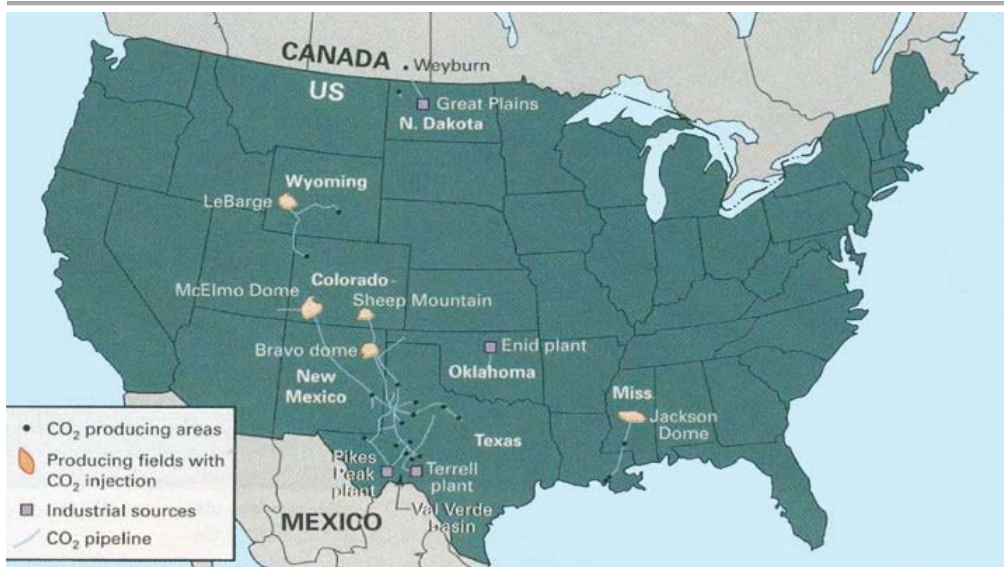 CANADA
Weyburn
US
Great Plains
N. Dakota
Wyoming
LeBarge
Colorado
McElmo Dome
Sheep Mountain
Bravo dome
Enid plant
Oklahoma
New
Mexico
Miss
Jackson
Dome
Texas
Pikes
Peak
plant
Terrell
plant
Val Verde
basin
MEXICO
CO₂ producing areas
Producing fields with
CO₂ injection
Industrial sources
CO₂ pipeline